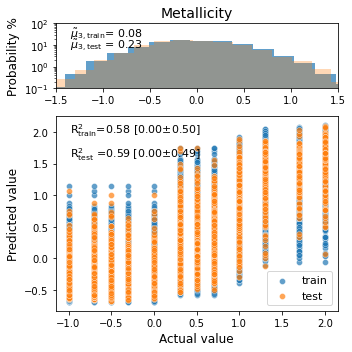 Metallicity
Probability %
10²
10¹
10⁰
10⁻¹
μ̃₃, train = 0.08
μ̃₃, test = 0.23
−1.5 −1.0 −0.5 0.0 0.5 1.0 1.5
R²train=0.58 [0.00±0.50]
R²test =0.59 [0.00±0.49]
Predicted value
2.0
1.5
1.0
0.5
0.0
−0.5
train
test
−1.0 −0.5 0.0 0.5 1.0 1.5 2.0
Actual value